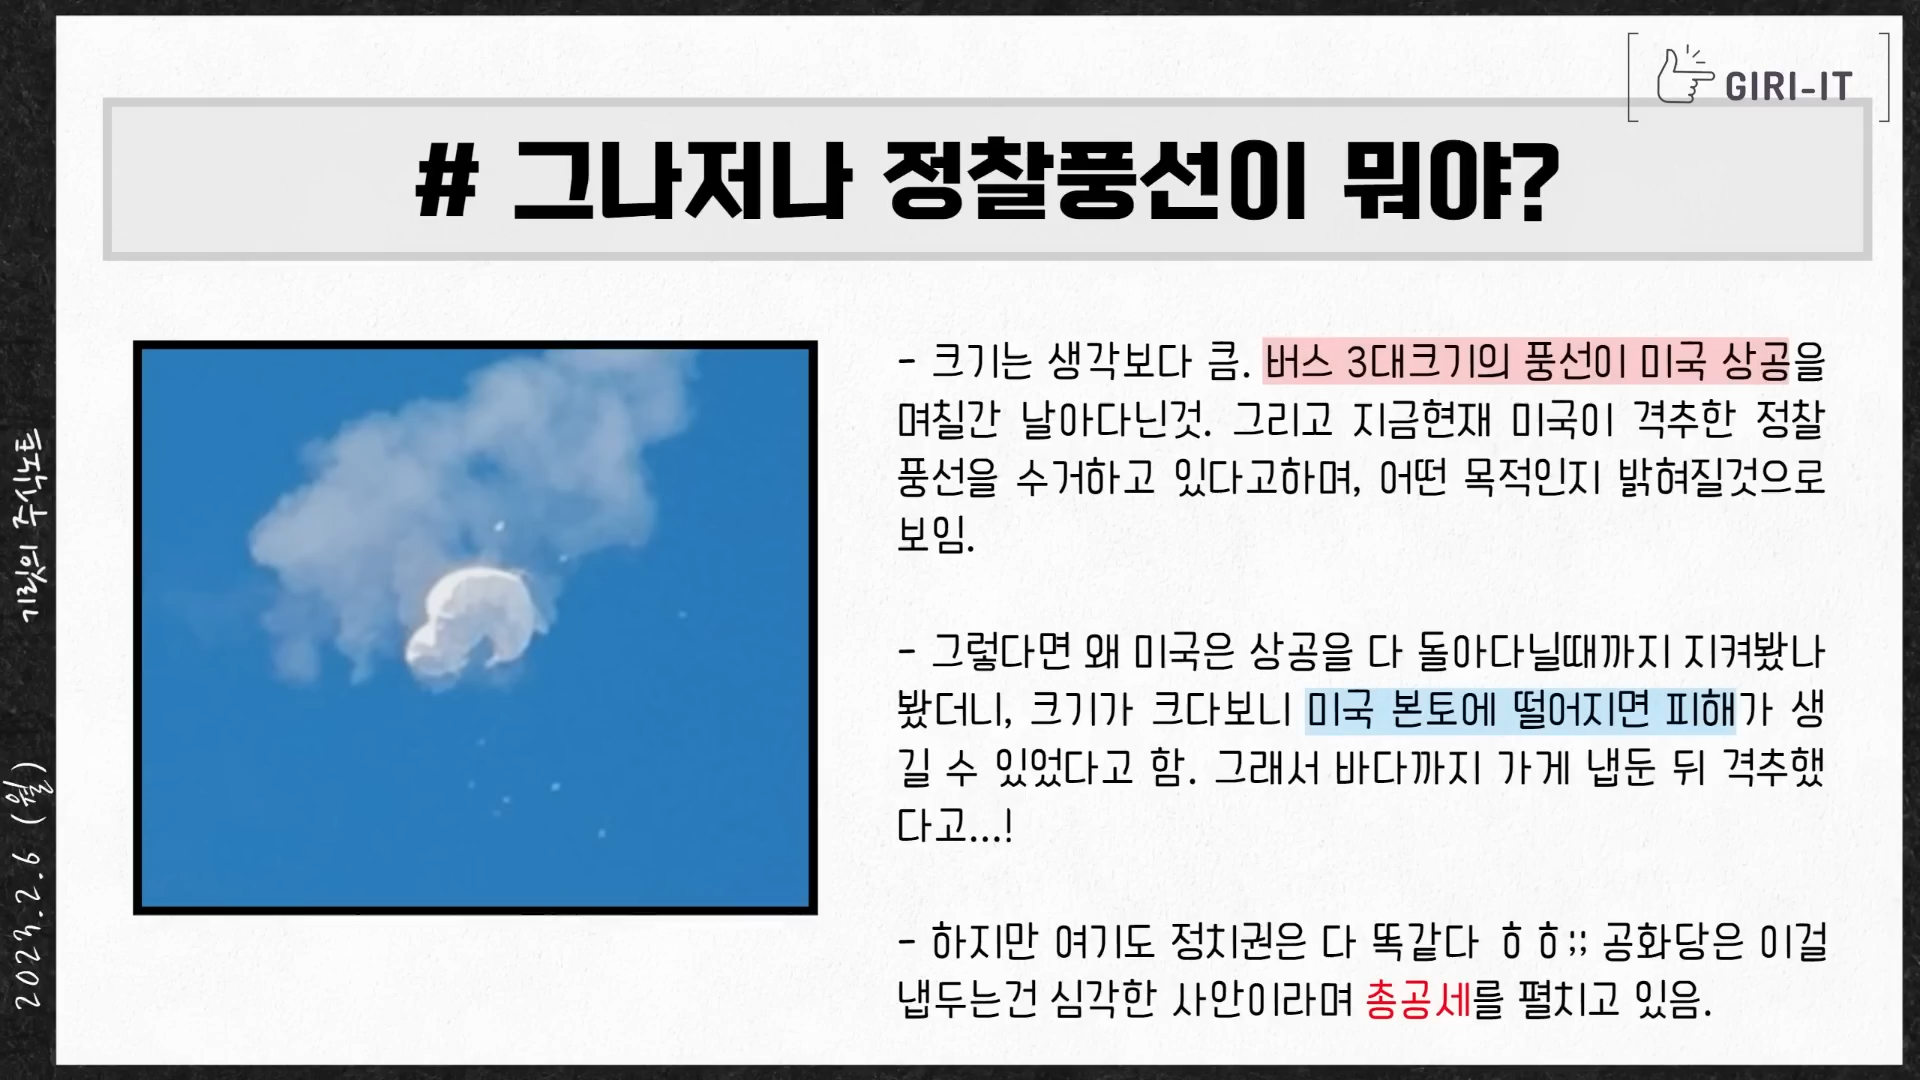 GIRI-IT
# 그나저나 정찰풍선이 뭐야?
- 크기는 생각보다 큼. 버스 3대크기의 풍선이 미국 상공을
며칠간 날아다닌것. 그리고 지금현재 미국이 격추한 정찰
풍선을 수거하고 있다고하며, 어떤 목적인지 밝혀질것으로
보임.
- 그렇다면 왜 미국은 상공을 다 돌아다닐때까지 지켜봤나
봤더니, 크기가 크다보니 미국 본토에 떨어지면 피해가 생
길 수 있었다고 함. 그래서 바다까지 가게 냅둔 뒤 격추했
다고...!
- 하지만 여기도 정치권은 다 똑같다 ㅎㅎ;; 공화당은 이걸
냅두는건 심각한 사안이라며 총공세를 펼치고 있음.
2023.2.6 (월)
기릿의 주식노트